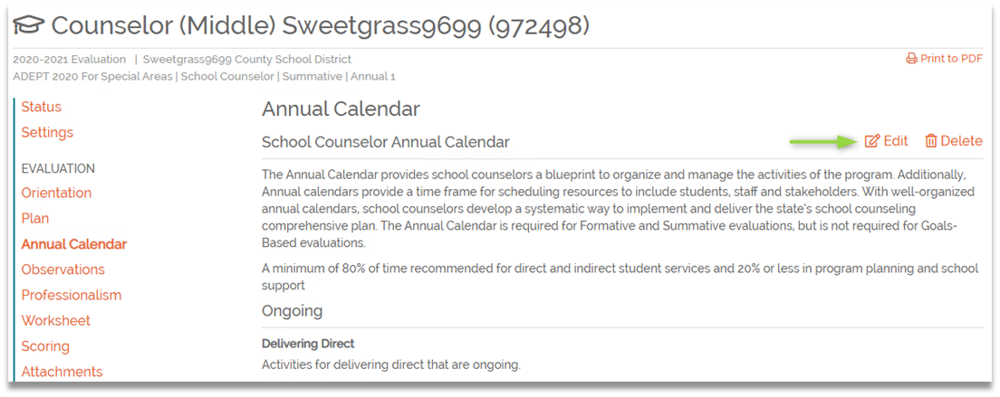 Counselor (Middle) Sweetgrass9699 (972498)
2020-2021 Evaluation | Sweetgrass9699 County School District
Print to PDF
ADEPT 2020 For Special Areas | School Counselor | Summative | Annual 1
Status
Settings
EVALUATION
Orientation
Plan
Annual Calendar
Observations
Professionalism
Worksheet
Scoring
Attachments
Annual Calendar
School Counselor Annual Calendar
Edit
Delete
The Annual Calendar provides school counselors a blueprint to organize and manage the activities of the program. Additionally,
Annual calendars provide a time frame for scheduling resources to include students, staff and stakeholders. With well-organized
annual calendars, school counselors develop a systematic way to implement and deliver the state's school counseling
comprehensive plan. The Annual Calendar is required for Formative and Summative evaluations, but is not required for Goals-
Based evaluations.
A minimum of 80% of time recommended for direct and indirect student services and 20% or less in program planning and school
support
Ongoing
Delivering Direct
Activities for delivering direct that are ongoing.